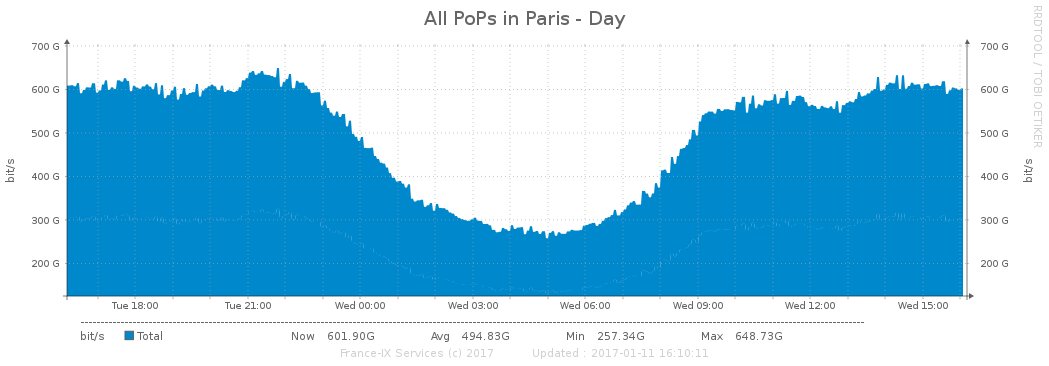 All PoPs in Paris - Day
RRDTOOL / TOBI OETIKER
bit/s
700 G
600 G
500 G
400 G
300 G
200 G
700 G
600 G
500 G
400 G
300 G
200 G
bit/s
Tue 18:00 Tue 21:00 Wed 00:00 Wed 03:00 Wed 06:00 Wed 09:00 Wed 12:00 Wed 15:00
bit/s Total Now 601.90G Avg 494.83G Min 257.34G Max 648.73G
France-IX Services (c) 2017 Updated : 2017-01-11 16:10:11